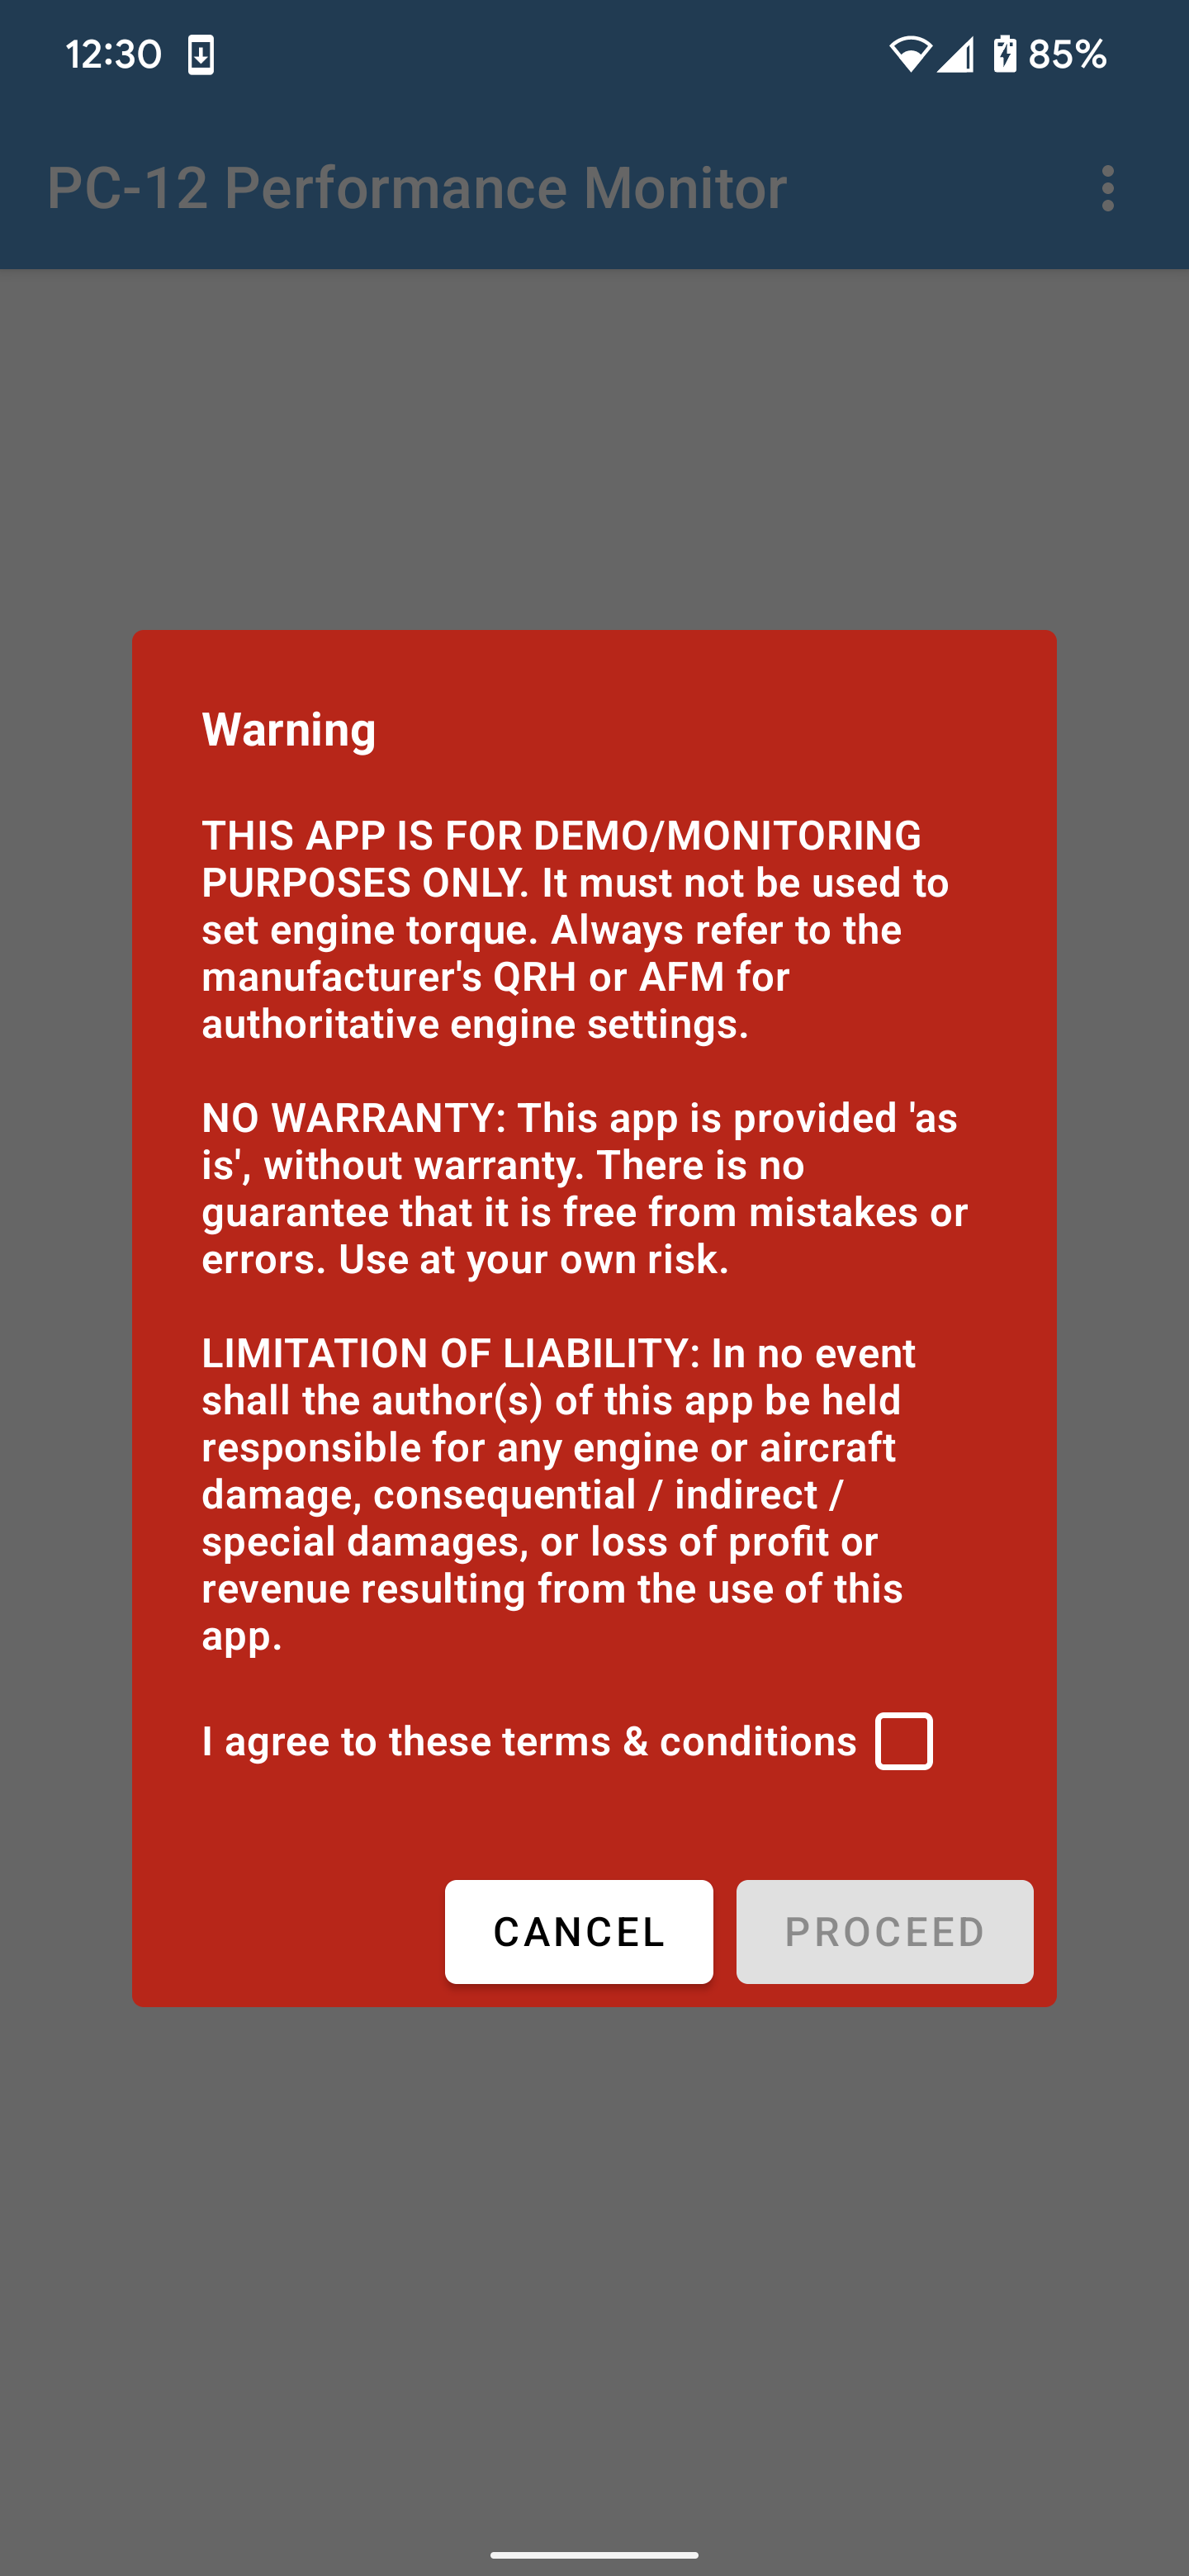 12:30
85%
PC-12 Performance Monitor
Warning
THIS APP IS FOR DEMO/MONITORING
PURPOSES ONLY. It must not be used to
set engine torque. Always refer to the
manufacturer's QRH or AFM for
authoritative engine settings.
NO WARRANTY: This app is provided 'as
is', without warranty. There is no
guarantee that it is free from mistakes or
errors. Use at your own risk.
LIMITATION OF LIABILITY: In no event
shall the author(s) of this app be held
responsible for any engine or aircraft
damage, consequential / indirect /
special damages, or loss of profit or
revenue resulting from the use of this
app.
I agree to these terms & conditions
CANCEL
PROCEED